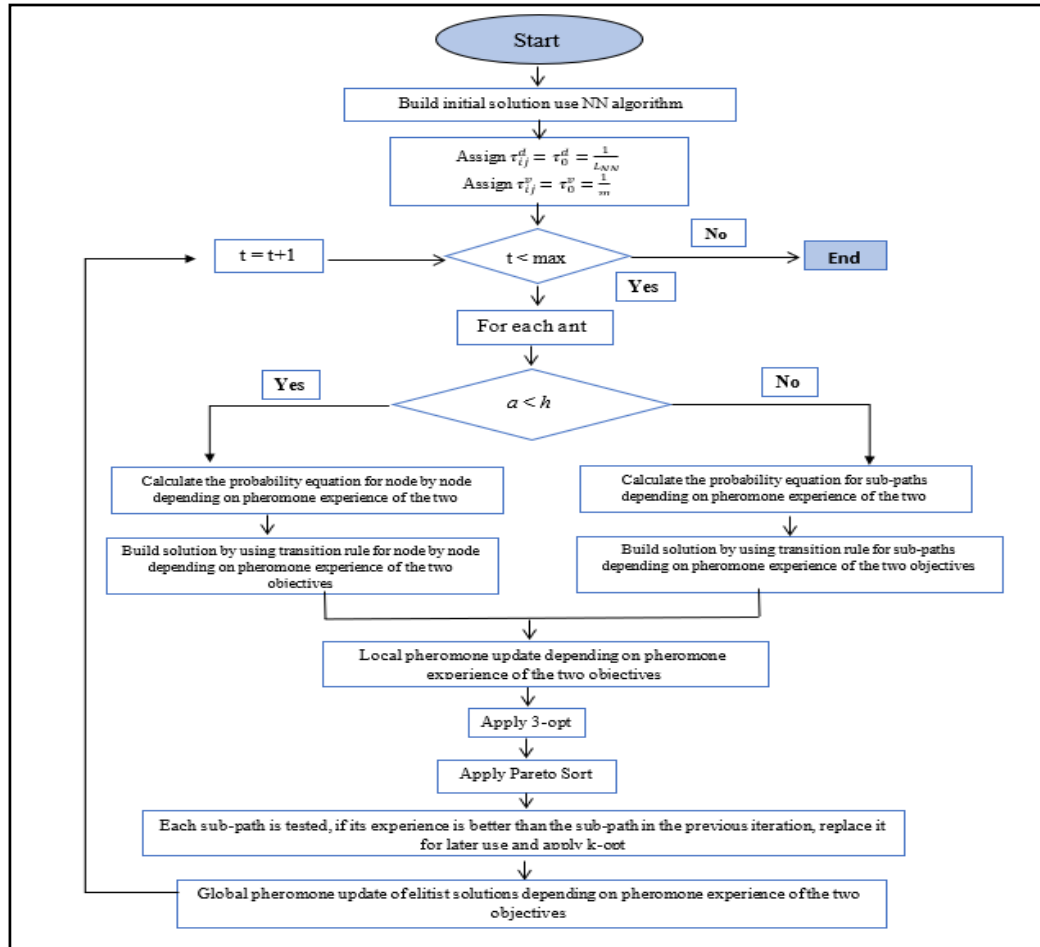 Start
Build initial solution use NN algorithm
Assign τᵈᵢⱼ = τᵈ₀ = 1/L_NN
Assign τᵛᵢⱼ = τᵛ₀ = 1/m
t = t+1
t < max
No
End
Yes
For each ant
Yes
a < h
No
Calculate the probability equation for node by node
depending on pheromone experience of the two
Calculate the probability equation for sub-paths
depending on pheromone experience of the two
Build solution by using transition rule for node by node
depending on pheromone experience of the two
objectives
Build solution by using transition rule for sub-paths
depending on pheromone experience of the two objectives
Local pheromone update depending on pheromone
experience of the two objectives
Apply 3-opt
Apply Pareto Sort
Each sub-path is tested, if its experience is better than the sub-path in the previous iteration, replace it
for later use and apply k-opt
Global pheromone update of elitist solutions depending on pheromone experience of the two
objectives